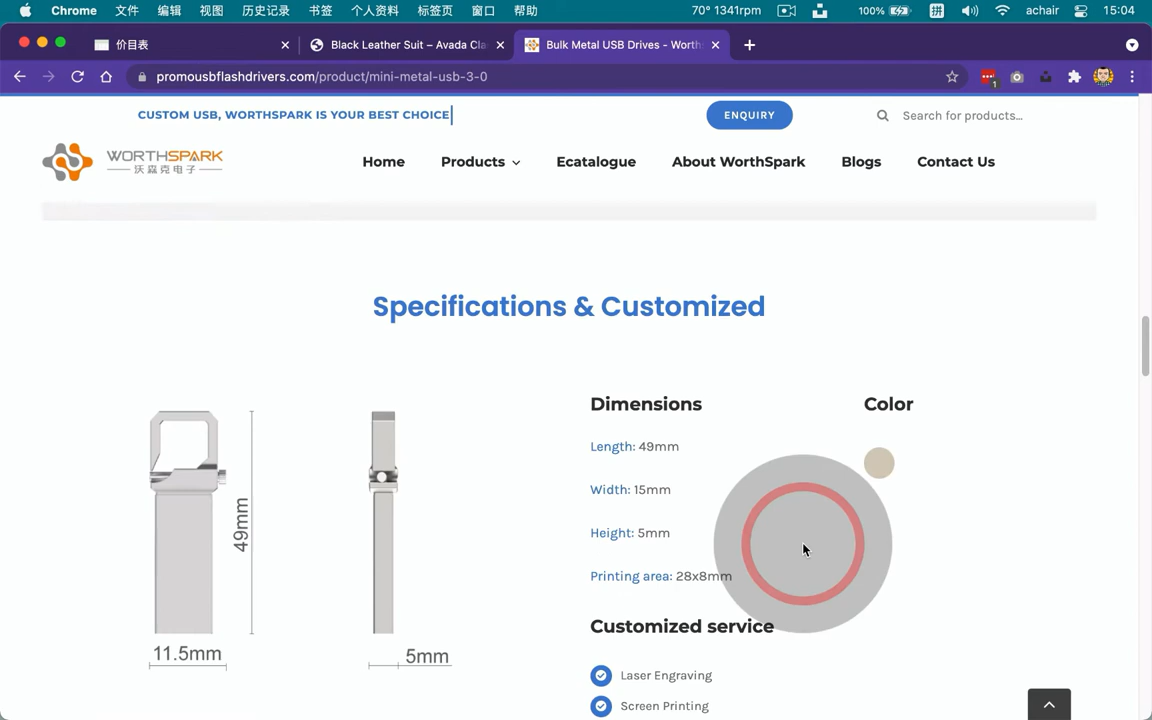 Chrome 文件 编辑 视图 历史记录 书签 个人资料 标签页 窗口 帮助 70° 1341rpm 100% 拼 achair 15:04
价目表 Black Leather Suit – Avada Cla Bulk Metal USB Drives - Worth
promousbflashdrivers.com/product/mini-metal-usb-3-0
1
CUSTOM USB, WORTHSPARK IS YOUR BEST CHOICE
ENQUIRY
Search for products...
WORTHSPARK
沃森克电子
Home Products Ecatalogue About WorthSpark Blogs Contact Us
Specifications & Customized
Dimensions
Color
Length: 49mm
Width: 15mm
Height: 5mm
Printing area: 28x8mm
Customized service
Laser Engraving
Screen Printing
49mm
11.5mm
5mm